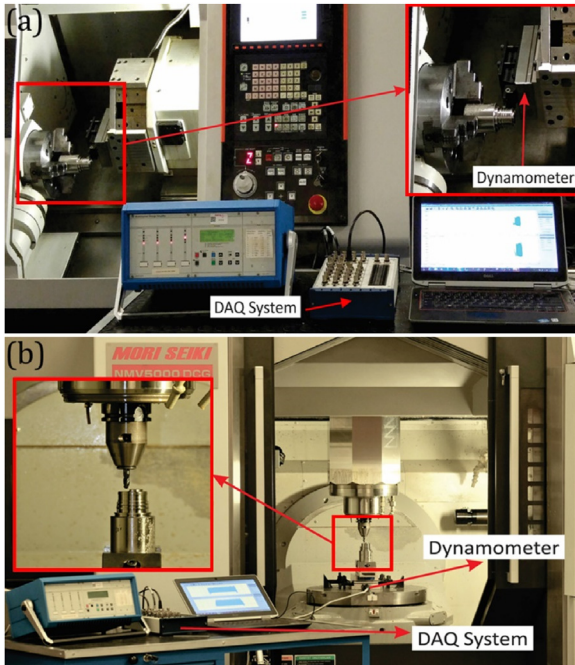 (a)
Dynamometer
DAQ System
(b)
MORI SEIKI
NMV5000 DCG
Dynamometer
DAQ System